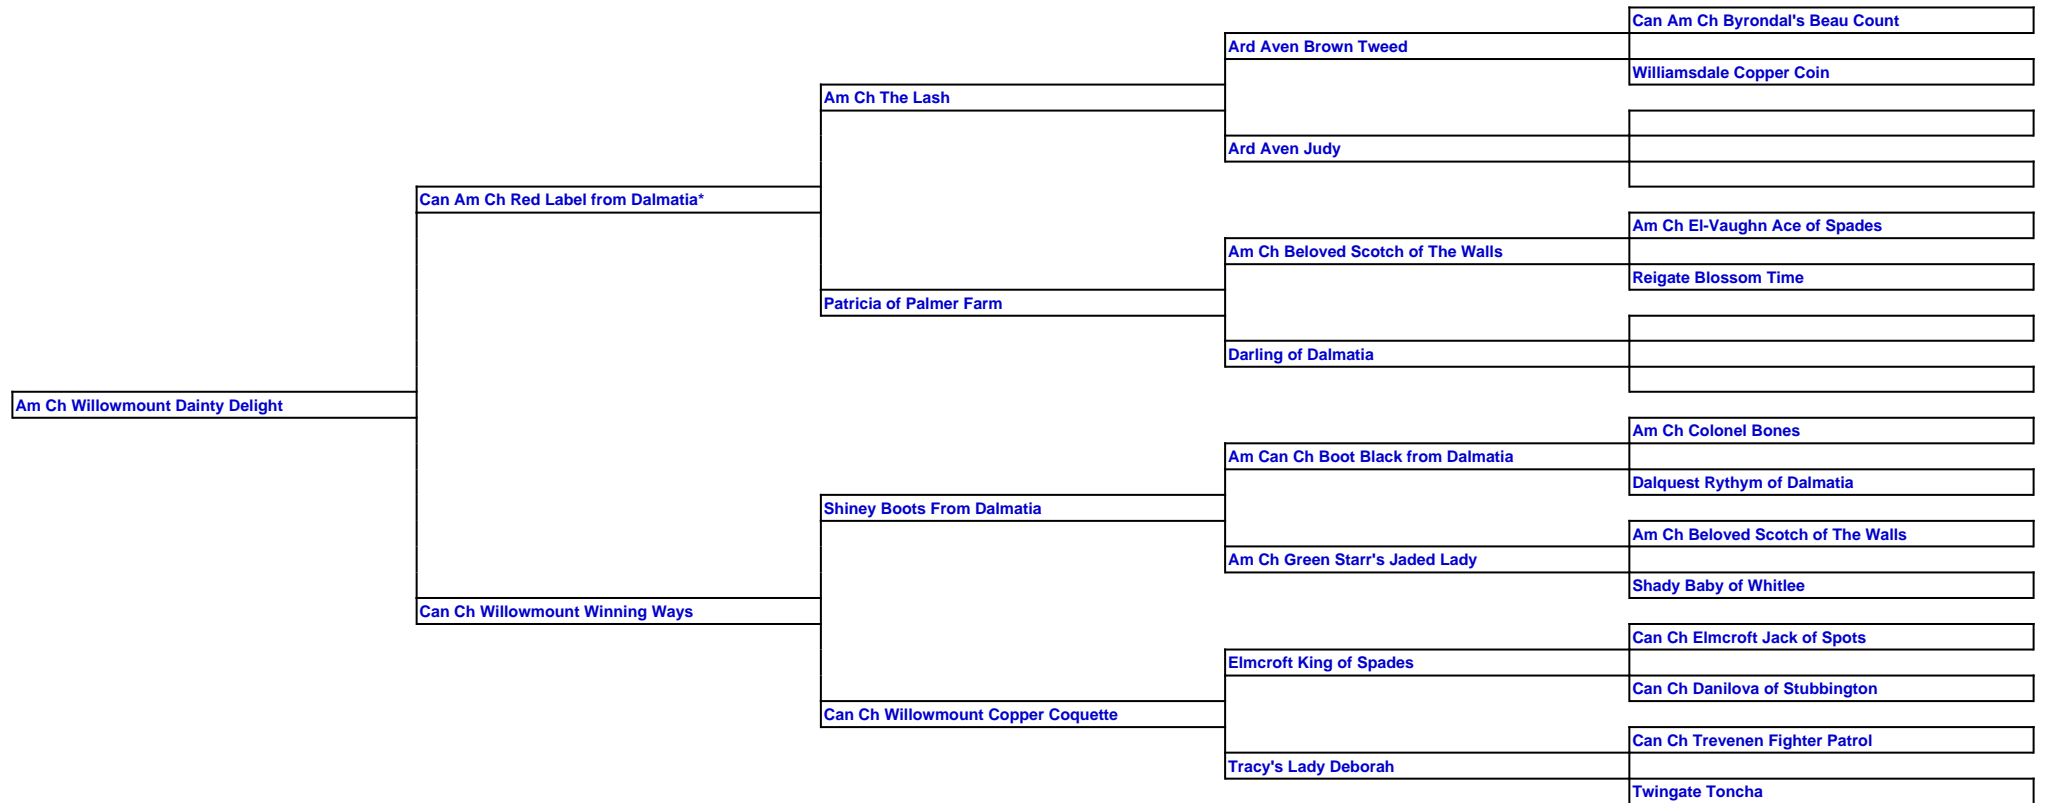 Can Am Ch Byrondal's Beau Count
Ard Aven Brown Tweed
Williamsdale Copper Coin
Am Ch The Lash
Ard Aven Judy
Can Am Ch Red Label from Dalmatia*
Am Ch El-Vaughn Ace of Spades
Am Ch Beloved Scotch of The Walls
Reigate Blossom Time
Patricia of Palmer Farm
Darling of Dalmatia
Am Ch Willowmount Dainty Delight
Am Ch Colonel Bones
Am Can Ch Boot Black from Dalmatia
Dalquest Rythym of Dalmatia
Shiney Boots From Dalmatia
Am Ch Beloved Scotch of The Walls
Am Ch Green Starr's Jaded Lady
Shady Baby of Whitlee
Can Ch Willowmount Winning Ways
Can Ch Elmcroft Jack of Spots
Elmcroft King of Spades
Can Ch Danilova of Stubbington
Can Ch Willowmount Copper Coquette
Can Ch Trevenen Fighter Patrol
Tracy's Lady Deborah
Twingate Toncha